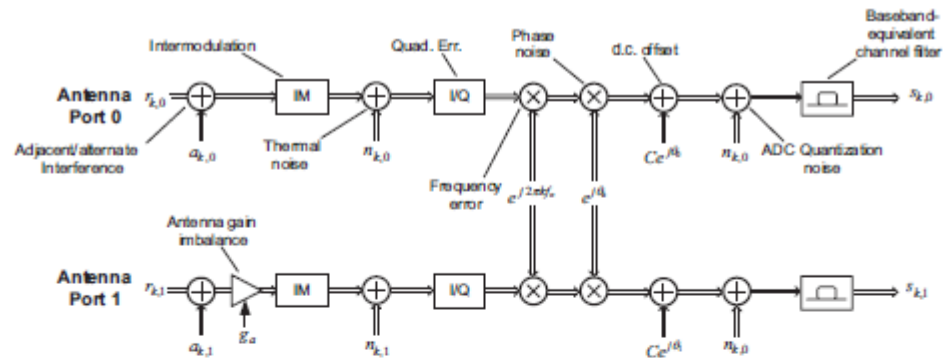 Intermodulation
Quad. Err.
Phase
noise
d.c. offset
Baseband-
equivalent
channel filter
Antenna
Port 0
r_{k,0}
IM
I/Q
s_{k,0}
Adjacent/alternate
Interference
a_{k,0}
Thermal
noise
n_{k,0}
Frequency
error
Ce^{jθ_0}
n_{k,0}
ADC Quantization
noise
e^{j2πkf_o}
e^{jθ_k}
Antenna gain
imbalance
Antenna
Port 1
r_{k,1}
IM
I/Q
s_{k,1}
g_a
a_{k,1}
n_{k,1}
Ce^{jθ_1}
n_{k,0}